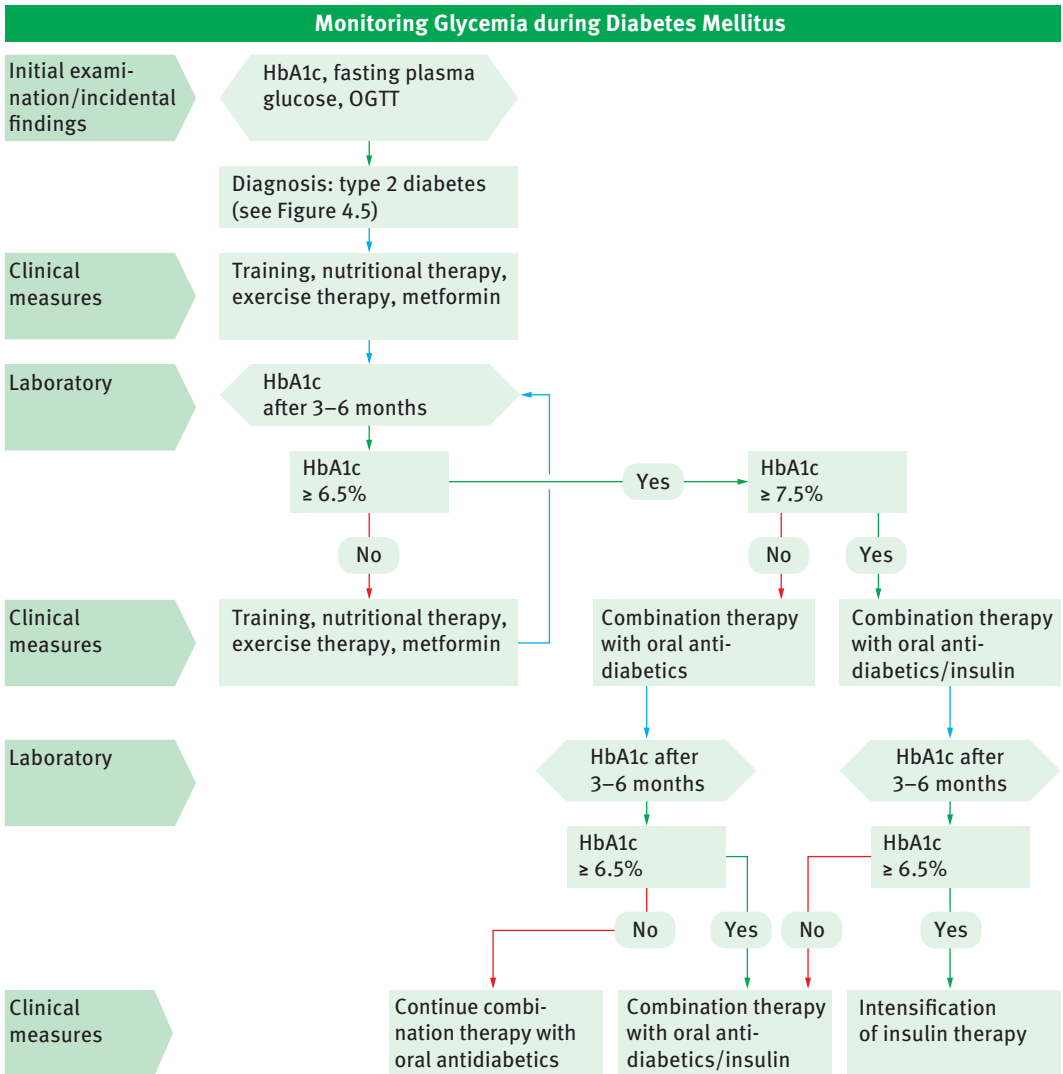 Monitoring Glycemia during Diabetes Mellitus
Initial exami-
nation/incidental
findings
HbA1c, fasting plasma
glucose, OGTT
Diagnosis: type 2 diabetes
(see Figure 4.5)
Clinical
measures
Training, nutritional therapy,
exercise therapy, metformin
Laboratory
HbA1c
after 3–6 months
HbA1c
≥ 6.5%
Yes
HbA1c
≥ 7.5%
No
No
Yes
Clinical
measures
Training, nutritional therapy,
exercise therapy, metformin
Combination therapy
with oral anti-
diabetics
Combination therapy
with oral anti-
diabetics/insulin
Laboratory
HbA1c after
3–6 months
HbA1c after
3–6 months
HbA1c
≥ 6.5%
HbA1c
≥ 6.5%
No
Yes
No
Yes
Clinical
measures
Continue combi-
nation therapy with
oral antidiabetics
Combination therapy
with oral anti-
diabetics/insulin
Intensification
of insulin therapy